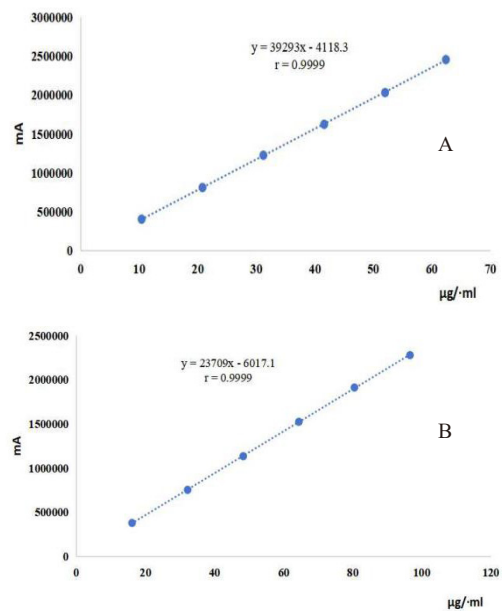 3000000
y = 39293x - 4118.3
r = 0.9999
2500000
2000000
mA
1500000
A
1000000
500000
0
0 10 20 30 40 50 60 70
µg/·ml
2500000
y = 23709x - 6017.1
r = 0.9999
2000000
1500000
mA
B
1000000
500000
0
0 20 40 60 80 100 120
µg/·ml